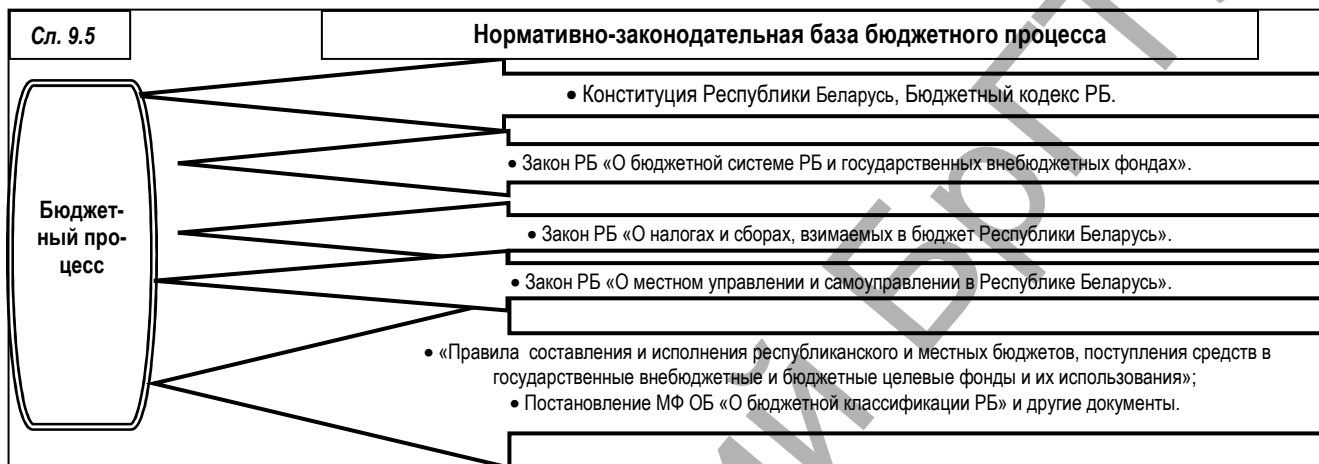 Сл. 9.5
Нормативно-законодательная база бюджетного процесса
Бюджет-
ный про-
цесс
• Конституция Республики Беларусь, Бюджетный кодекс РБ.
• Закон РБ «О бюджетной системе РБ и государственных внебюджетных фондах».
• Закон РБ «О налогах и сборах, взимаемых в бюджет Республики Беларусь».
• Закон РБ «О местном управлении и самоуправлении в Республике Беларусь».
• «Правила составления и исполнения республиканского и местных бюджетов, поступления средств в
государственные внебюджетные и бюджетные целевые фонды и их использования»;
• Постановление МФ ОБ «О бюджетной классификации РБ» и другие документы.